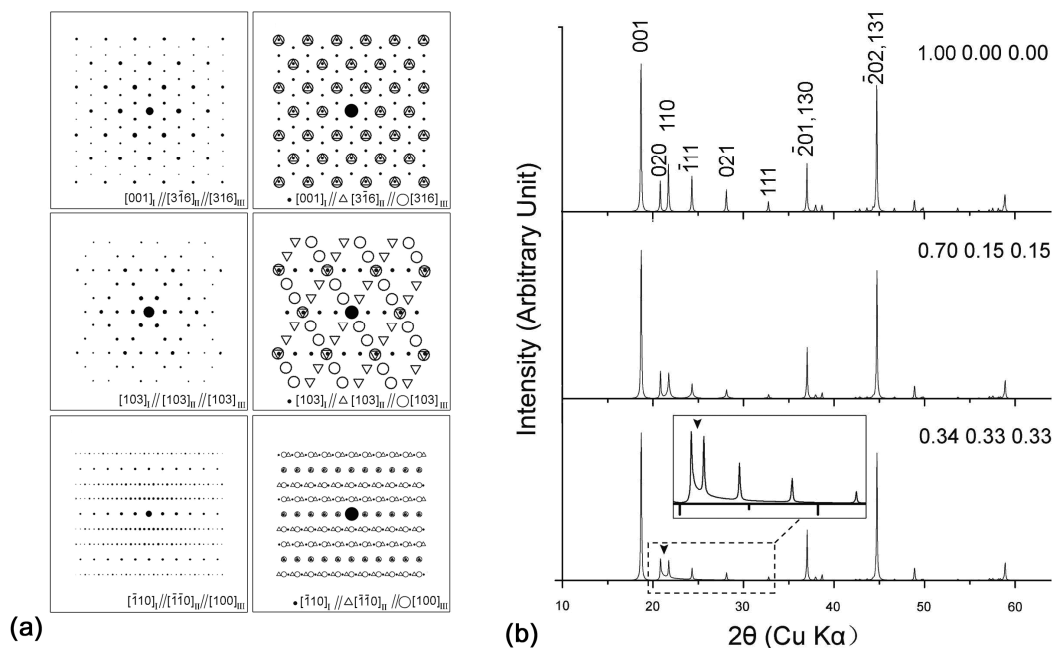 [001]I//[31̄6]II//[316]III
• [001]I//△ [31̄6]II//○[316]III
[103]I//[103]II//[103]III
• [103]I//△ [103]II//○[103]III
[1̄10]I//[1̄1̄0]II//[100]III
• [1̄10]I//△[1̄1̄0]II //○[100]III
(a)
Intensity (Arbitrary Unit)
001
020
110
1̄11
021
111
2̄01,130
2̄02,131
1.00 0.00 0.00
0.70 0.15 0.15
0.34 0.33 0.33
10 20 30 40 50 60
2θ (Cu Kα)
(b)